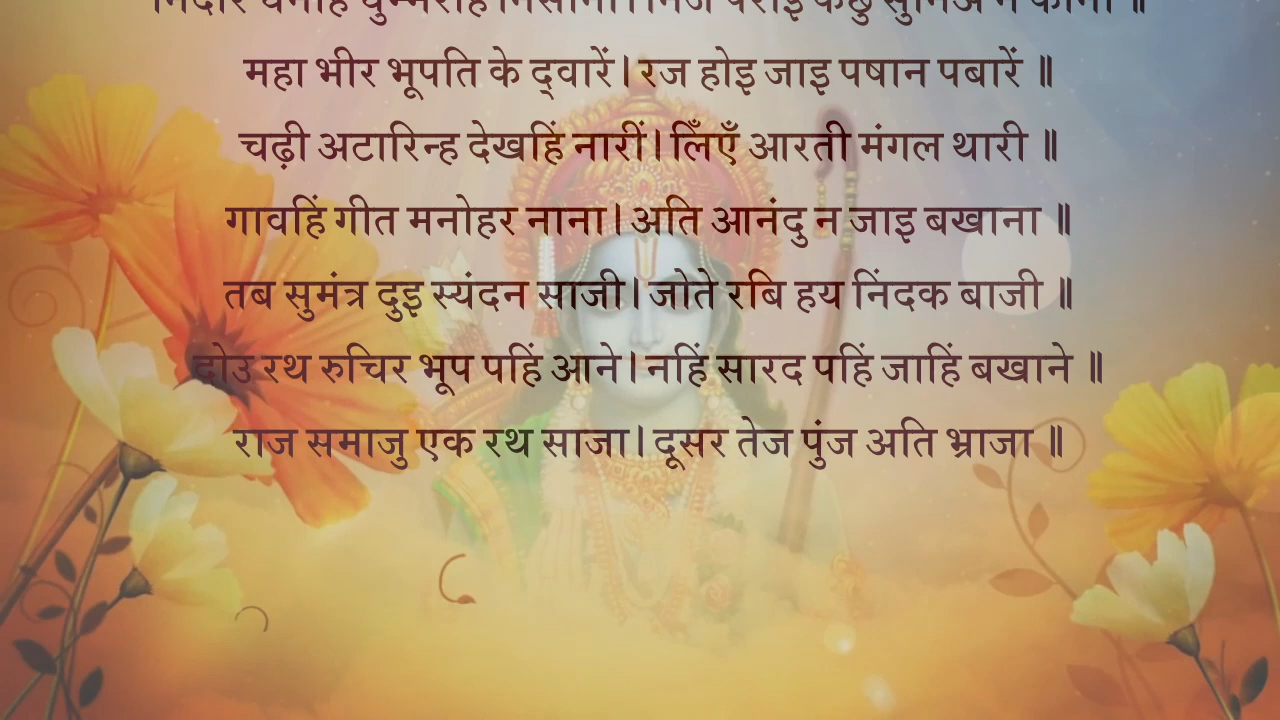 महा भीर भूपति के द्वारें। रज होइ जाइ पषान पबारें ॥
चढ़ी अटारिन्ह देखहिं नारीं। लिँएँ आरती मंगल थारी ॥
गावहिं गीत मनोहर नाना। अति आनंदु न जाइ बखाना ॥
तब सुमंत्र दुइ स्यंदन साजी। जोते रबि हय निंदक बाजी ॥
दोउ रथ रुचिर भूप पहिं आने। नहिं सारद पहिं जाहिं बखाने ॥
राज समाजु एक रथ साजा। दूसर तेज पुंज अति भ्राजा ॥